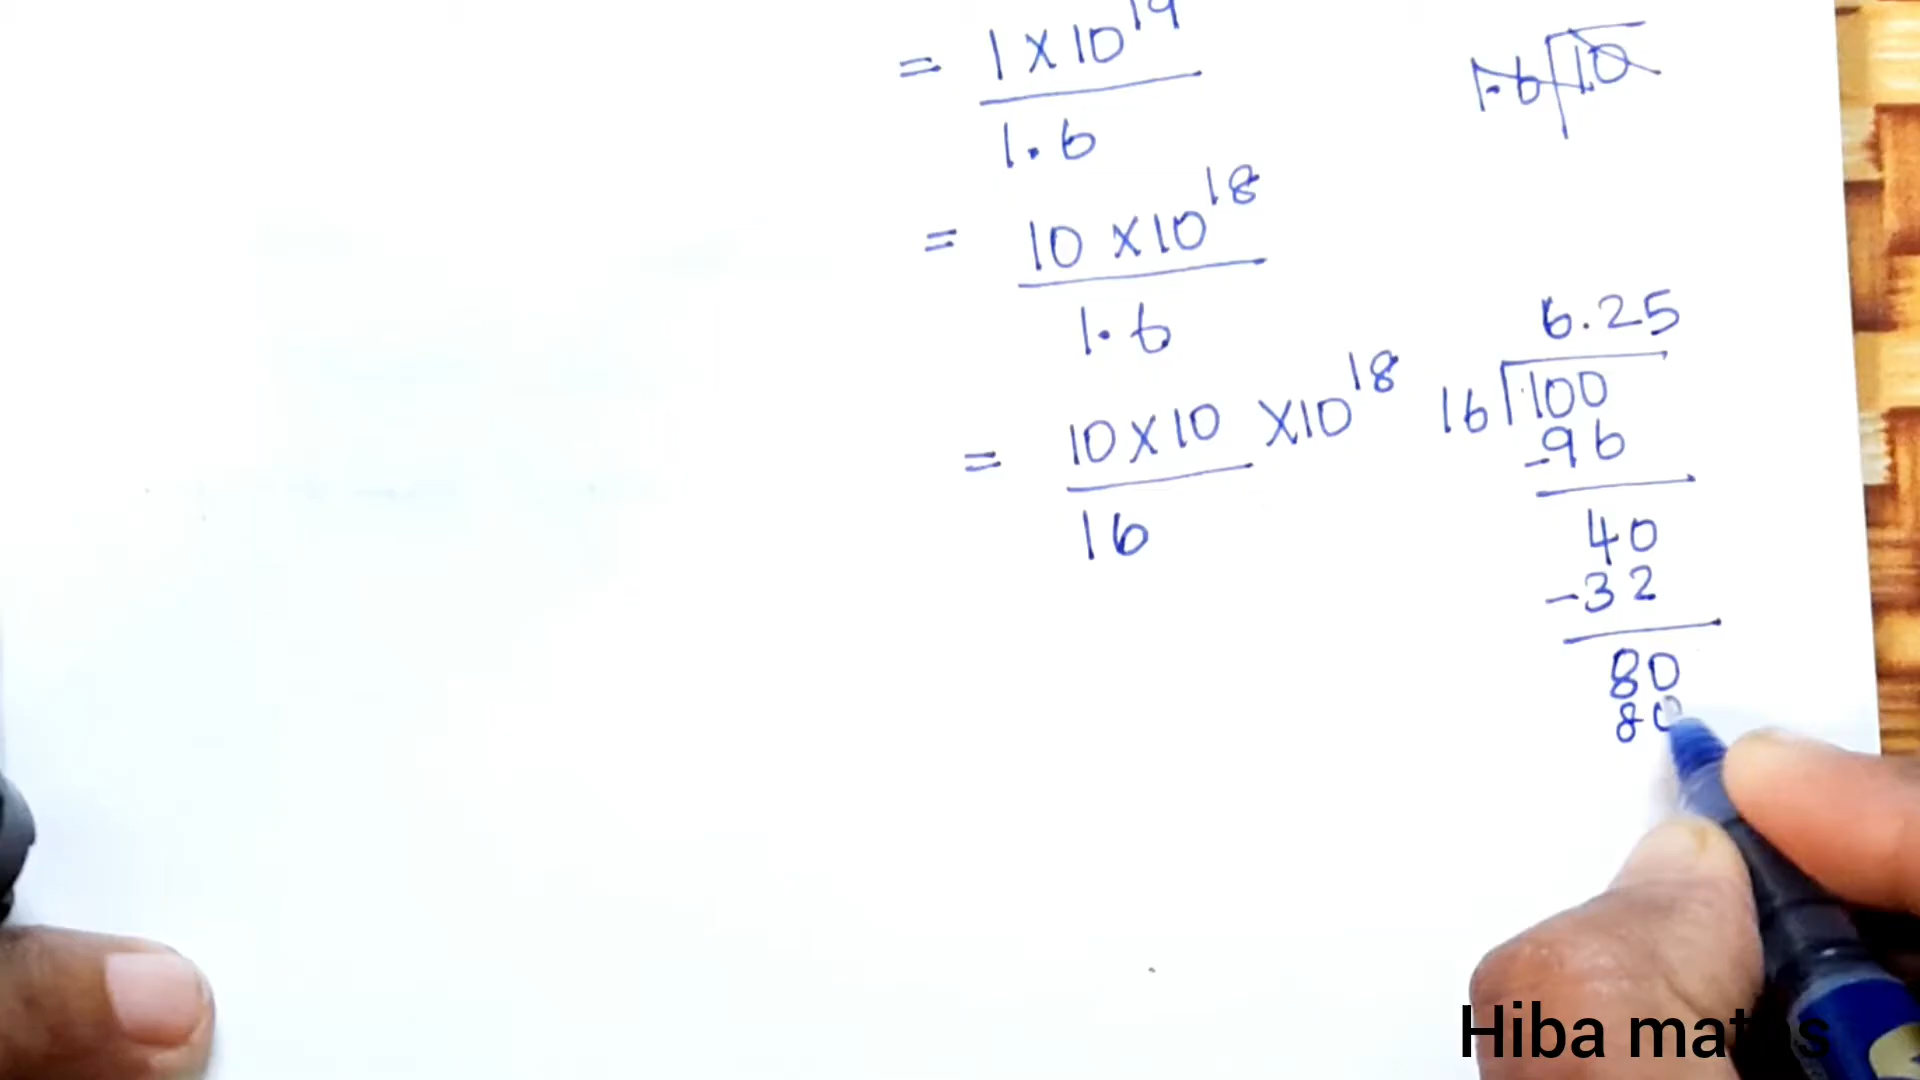 = 1 × 10^19 / 1.6
1.6 ⟌ 10
= 10 × 10^18 / 1.6
= 10 × 10 / 16 × 10^18
6.25
16 ⟌ 100
-96
40
-32
80
80
Hiba maths